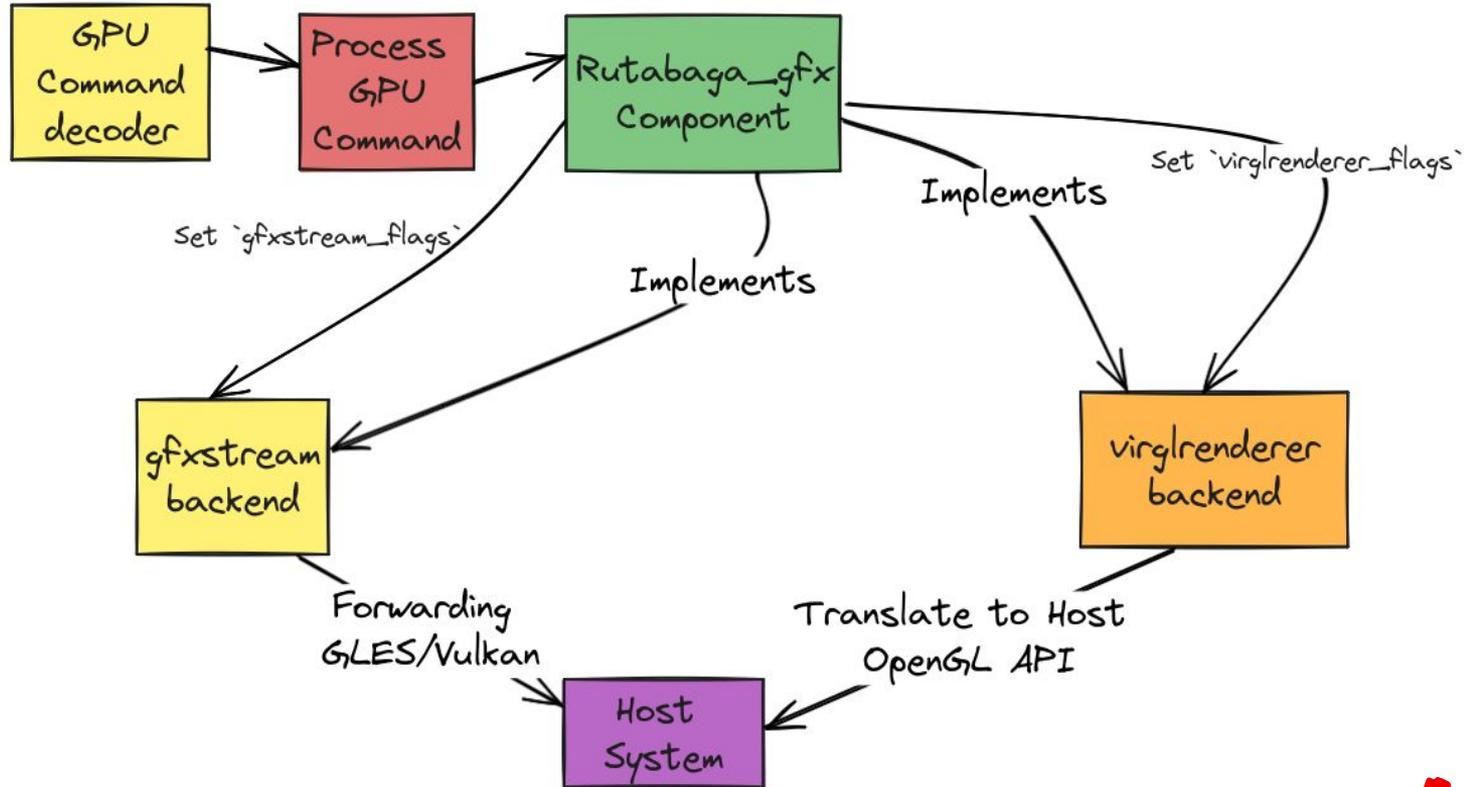 GPU
Command
decoder
Process
GPU
Command
Rutabaga_gfx
Component
Set `gfxstream_flags`
Implements
Implements
Set `virglrenderer_flags`
gfxstream
backend
virglrenderer
backend
Forwarding
GLES/Vulkan
Translate to Host
OpenGL API
Host
System